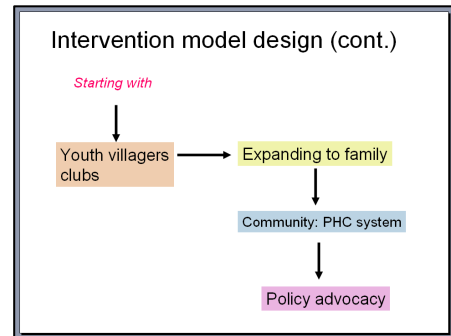 Intervention model design (cont.)
Starting with
Youth villagers
clubs
Expanding to family
Community: PHC system
Policy advocacy